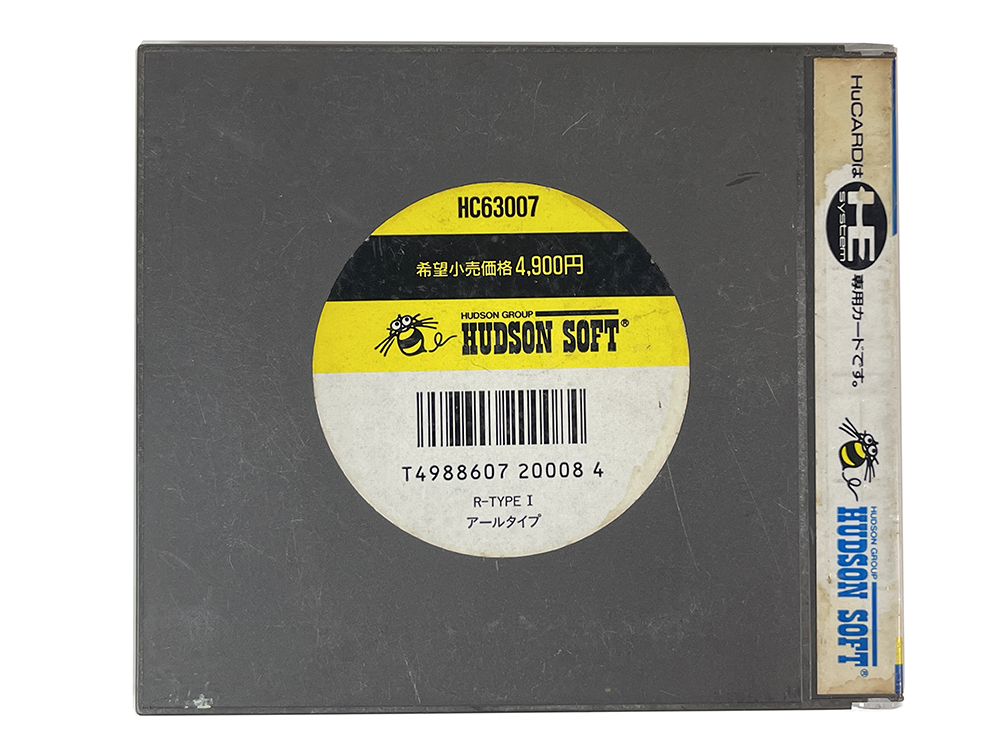 HC63007
希望小売価格4,900円
HUDSON GROUP
HUDSON SOFT®
T4988607 20008 4
R-TYPE I
アールタイプ
HuCARDは HE system 専用カードです。
HUDSON GROUP
HUDSON SOFT®